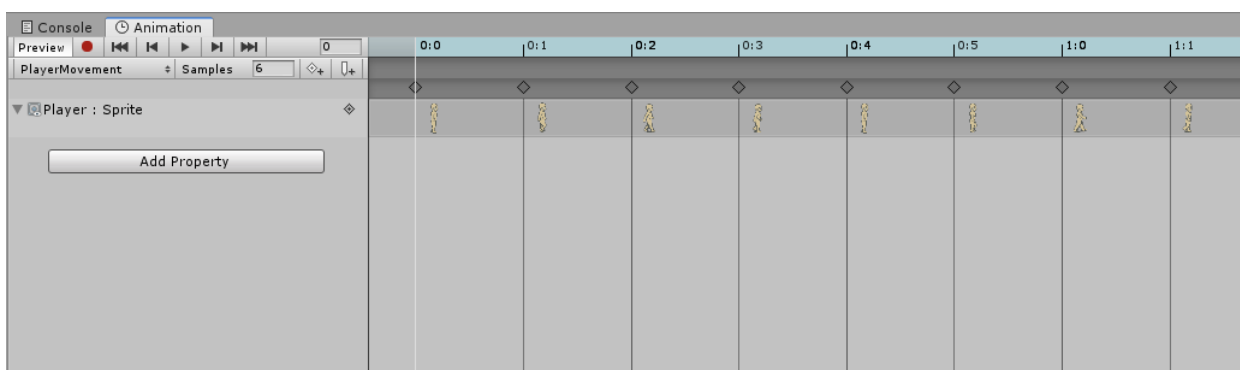 Console Animation
Preview 0 0:0 0:1 0:2 0:3 0:4 0:5 1:0 1:1
PlayerMovement Samples 6
Player : Sprite
Add Property